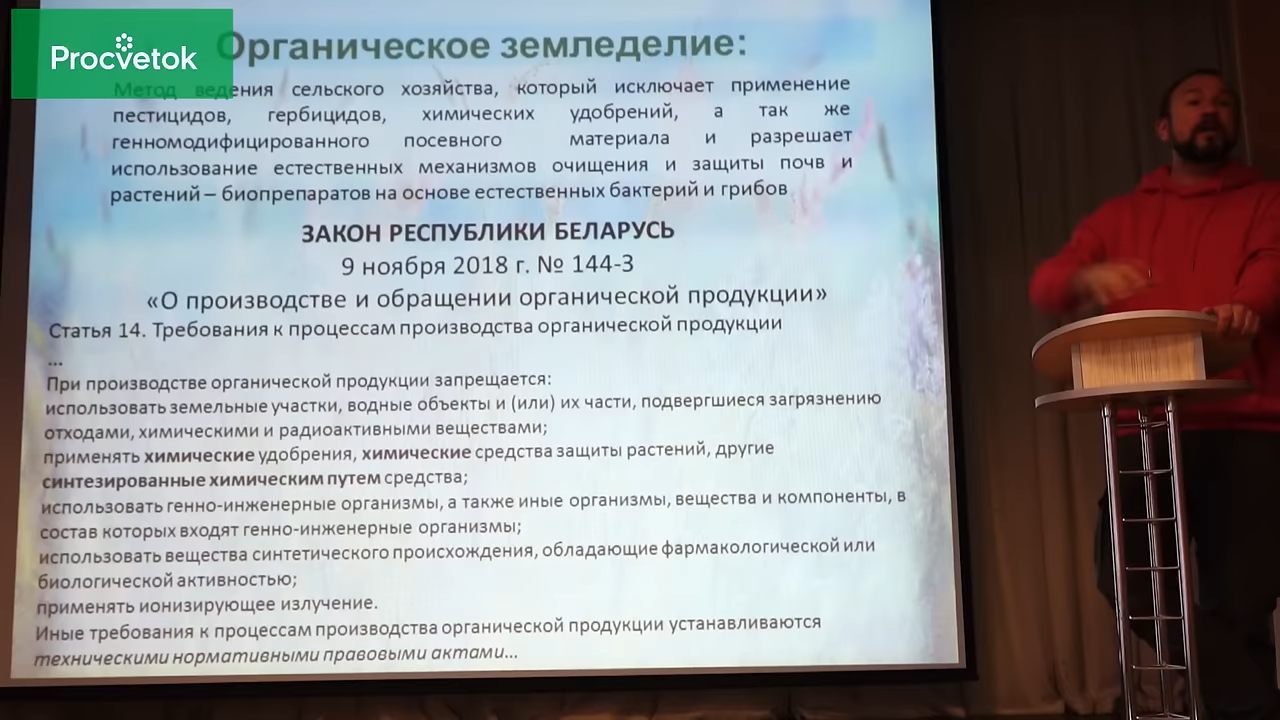 Procvetok
Органическое земледелие:
Метод ведения сельского хозяйства, который исключает применение
пестицидов, гербицидов, химических удобрений, а так же
генномодифицированного посевного материала и разрешает
использование естественных механизмов очищения и защиты почв и
растений – биопрепаратов на основе естественных бактерий и грибов
ЗАКОН РЕСПУБЛИКИ БЕЛАРУСЬ
9 ноября 2018 г. № 144-З
«О производстве и обращении органической продукции»
Статья 14. Требования к процессам производства органической продукции
...
При производстве органической продукции запрещается:
использовать земельные участки, водные объекты и (или) их части, подвергшиеся загрязнению
отходами, химическими и радиоактивными веществами;
применять химические удобрения, химические средства защиты растений, другие
синтезированные химическим путем средства;
использовать генно-инженерные организмы, а также иные организмы, вещества и компоненты, в
состав которых входят генно-инженерные организмы;
использовать вещества синтетического происхождения, обладающие фармакологической или
биологической активностью;
применять ионизирующее излучение.
Иные требования к процессам производства органической продукции устанавливаются
техническими нормативными правовыми актами...